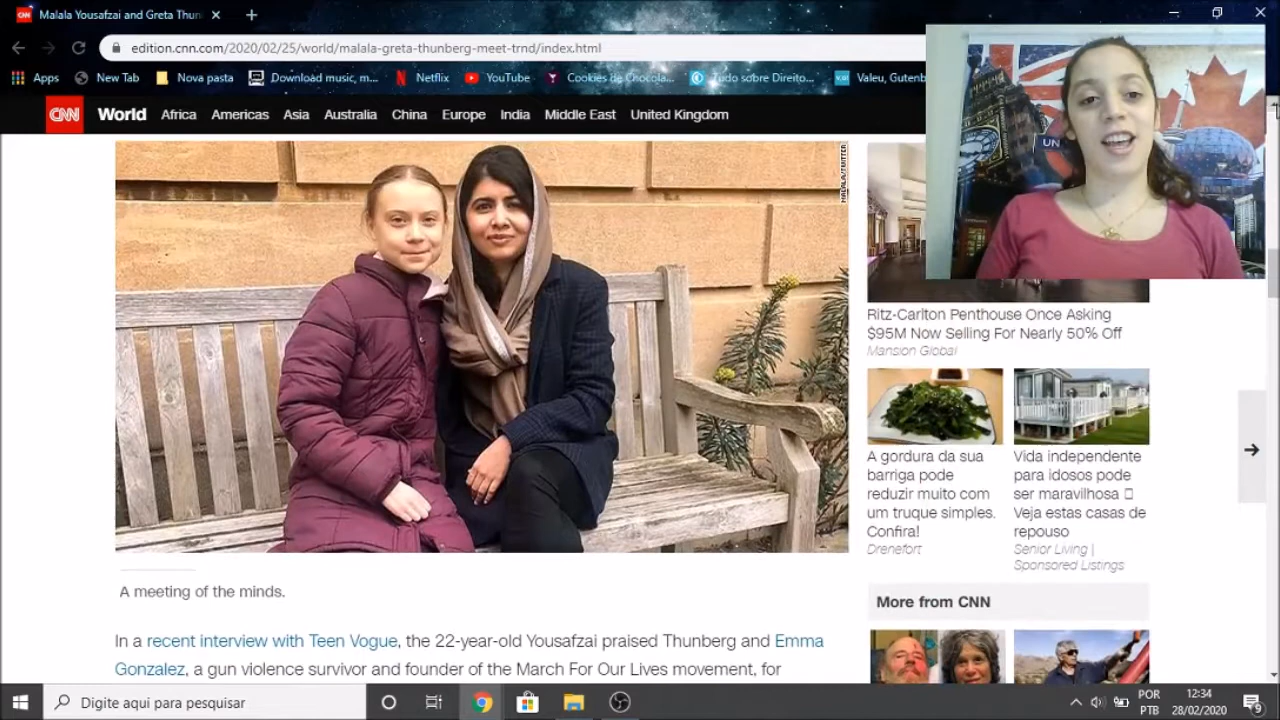 Malala Yousafzai and Greta Thun
edition.cnn.com/2020/02/25/world/malala-greta-thunberg-meet-trnd/index.html
Apps
New Tab
Nova pasta
Download music, m...
Netflix
YouTube
Cookies de Chocola...
Tudo sobre Direito...
Valeu, Gutenb
CNN
World
Africa
Americas
Asia
Australia
China
Europe
India
Middle East
United Kingdom
UN
MALALA/TWITTER
Ritz-Carlton Penthouse Once Asking
$95M Now Selling For Nearly 50% Off
Mansion Global
A gordura da sua
barriga pode
reduzir muito com
um truque simples.
Confira!
Drenefort
Vida independente
para idosos pode
ser maravilhosa
Veja estas casas de
repouso
Senior Living |
Sponsored Listings
A meeting of the minds.
More from CNN
In a recent interview with Teen Vogue, the 22-year-old Yousafzai praised Thunberg and Emma
Gonzalez, a gun violence survivor and founder of the March For Our Lives movement, for
Digite aqui para pesquisar
POR
PTB
12:34
28/02/2020
9